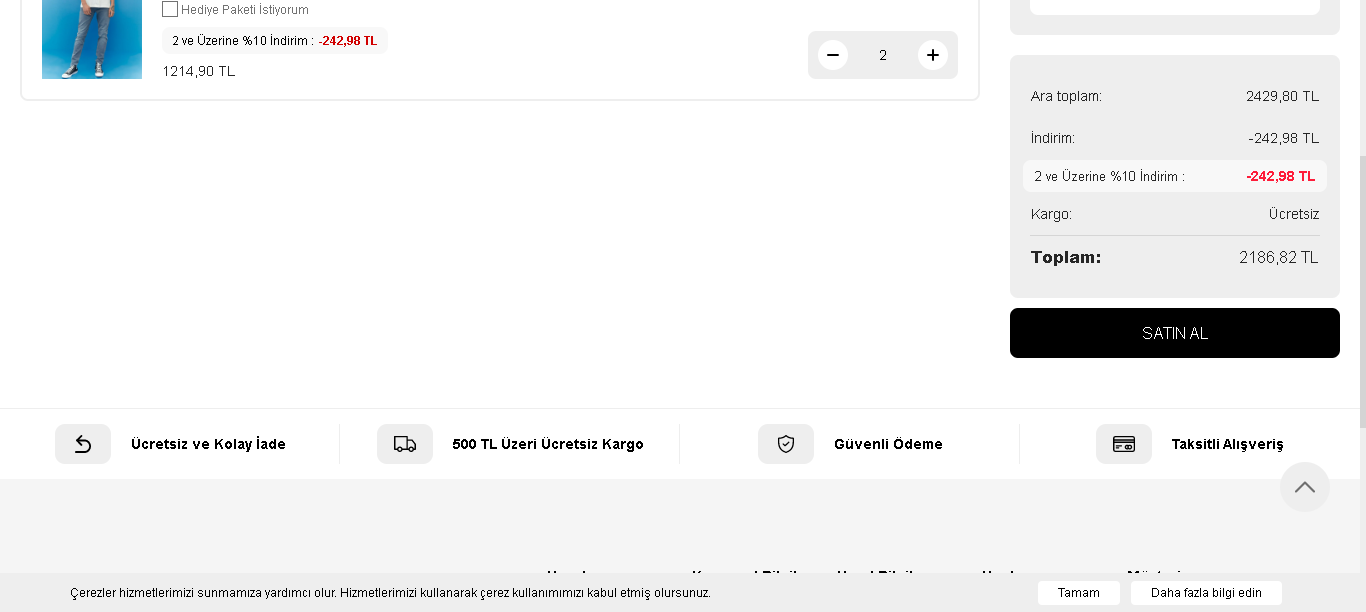 Hediye Paketi İstiyorum
2 ve Üzerine %10 İndirim : -242,98 TL
1214,90 TL
2
Ara toplam: 2429,80 TL
İndirim: -242,98 TL
2 ve Üzerine %10 İndirim : -242,98 TL
Kargo: Ücretsiz
Toplam: 2186,82 TL
SATIN AL
Ücretsiz ve Kolay İade
500 TL Üzeri Ücretsiz Kargo
Güvenli Ödeme
Taksitli Alışveriş
Çerezler hizmetlerimizi sunmamıza yardımcı olur. Hizmetlerimizi kullanarak çerez kullanımımızı kabul etmiş olursunuz.
Tamam
Daha fazla bilgi edin